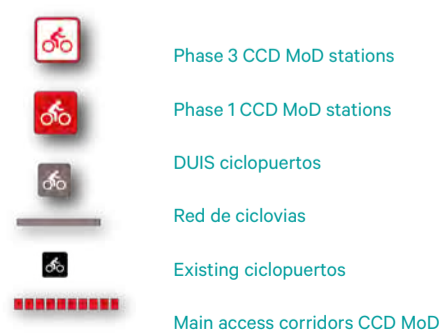 Phase 3 CCD MoD stations
Phase 1 CCD MoD stations
DUIS ciclopuertos
Red de ciclovias
Existing ciclopuertos
Main access corridors CCD MoD